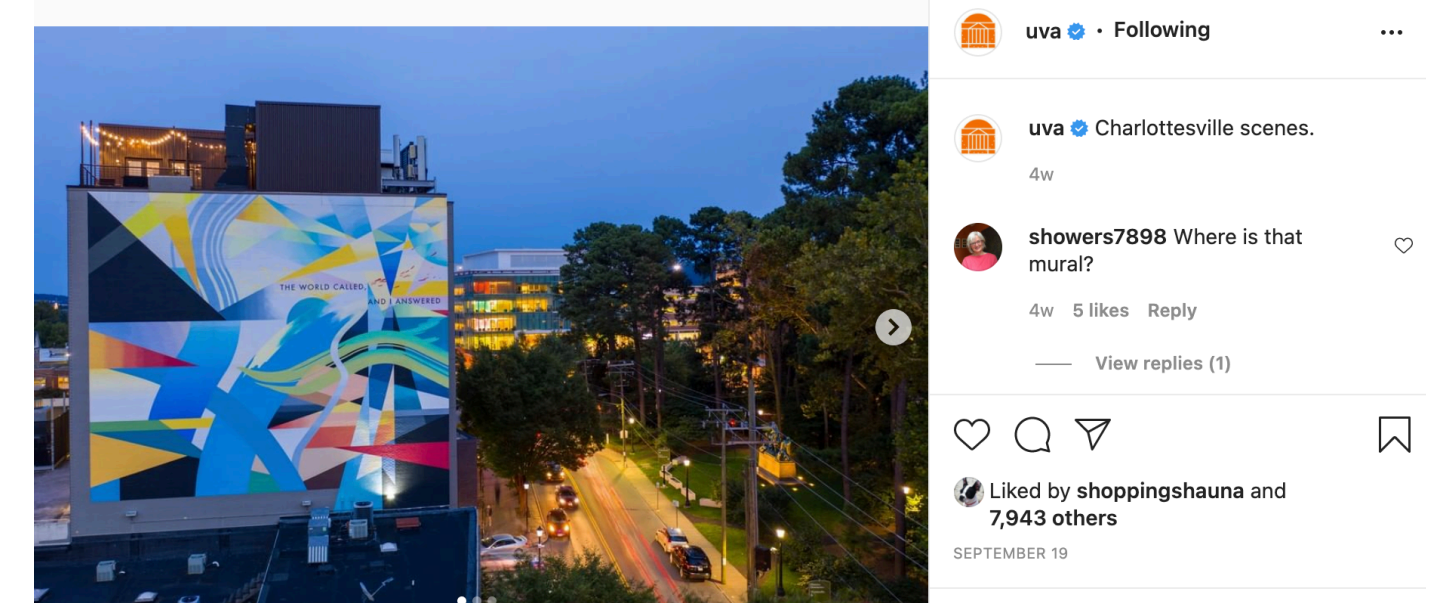 uva • Following
uva Charlottesville scenes.
4w
showers7898 Where is that
mural?
4w 5 likes Reply
View replies (1)
THE WORLD CALLED,
AND I ANSWERED
Liked by shoppingshauna and
7,943 others
SEPTEMBER 19